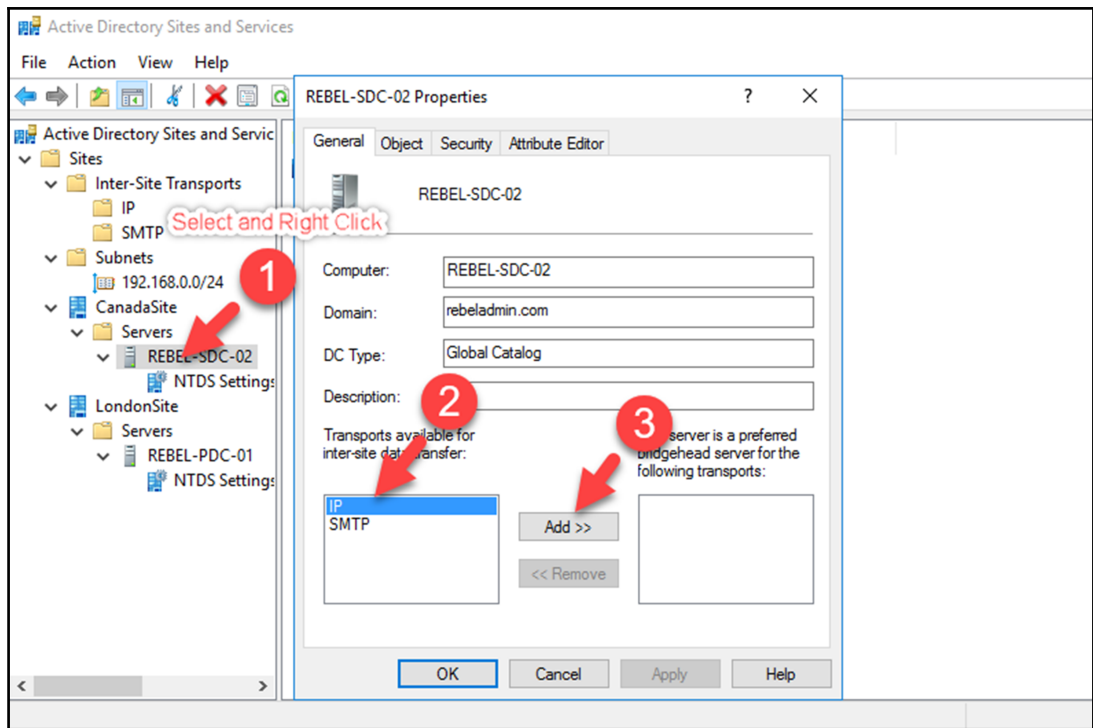 Active Directory Sites and Services
File Action View Help
REBEL-SDC-02 Properties
?
Active Directory Sites and Servic
Sites
Inter-Site Transports
IP
SMTP
Subnets
192.168.0.0/24
CanadaSite
Servers
REBEL-SDC-02
NTDS Settings
LondonSite
Servers
REBEL-PDC-01
NTDS Settings
Select and Right Click
1
General Object Security Attribute Editor
REBEL-SDC-02
Computer: REBEL-SDC-02
Domain: rebeladmin.com
DC Type: Global Catalog
Description:
2
3
Transports available for
inter-site data transfer:
server is a preferred
bridgehead server for the
following transports:
IP
SMTP
Add >>
<< Remove
OK Cancel Apply Help